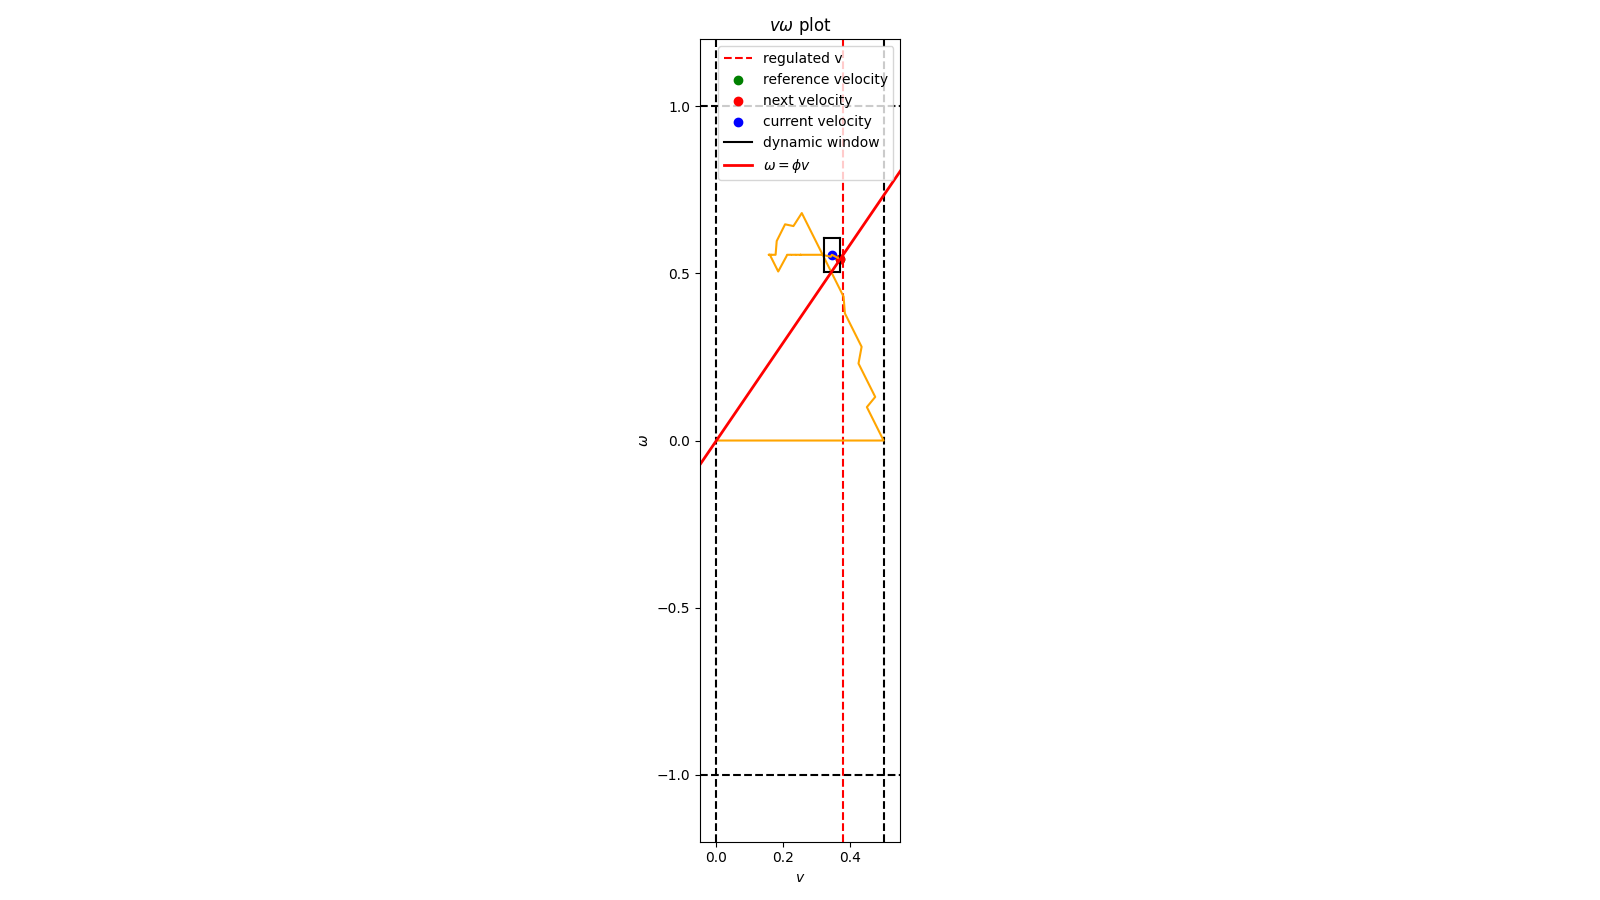 vω plot
regulated v
reference velocity
next velocity
current velocity
dynamic window
ω = ϕv
1.0
0.5
0.0
−0.5
−1.0
ω
0.0 0.2 0.4
v